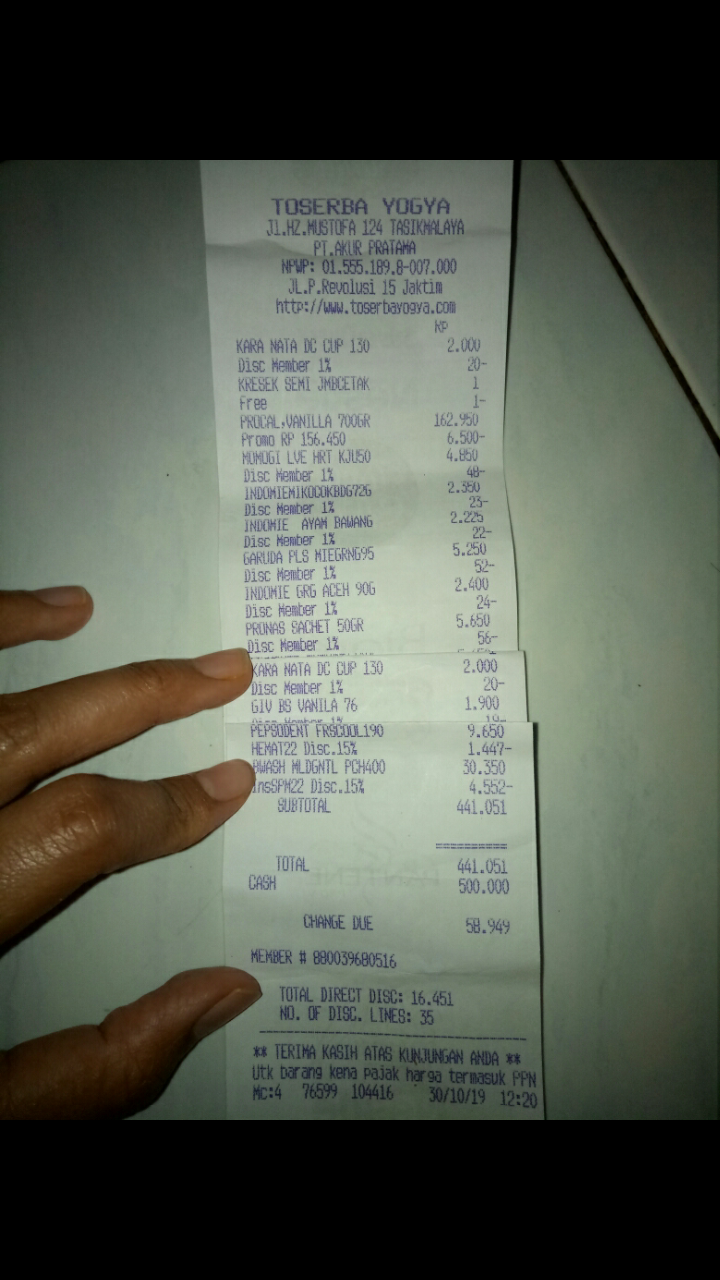 TOSERBA YOGYA
Jl.HZ.MUSTOFA 124 TASIKMALAYA
PT.AKUR PRATAMA
NPWP: 01.555.189.8-007.000
JL.P.Revolusi 15 Jaktim
http://www.toserbayogya.com
RP
KARA NATA DC CUP 130 2.000
Disc Member 1% 20-
KRESEK SEMI JMBCETAK 1
Free 1-
PROCAL,VANILLA 700GR 162.950
Promo RP 156.450 6.500-
MOMOGI LVE HRT KJU50 4.850
Disc Member 1% 48-
INDOMIEMIKOCOKBDG72G 2.350
Disc Member 1% 23-
INDOMIE AYAM BAWANG 2.225
Disc Member 1% 22-
GARUDA PLS MIEGRNG95 5.250
Disc Member 1% 52-
INDOMIE GRG ACEH 90G 2.400
Disc Member 1% 24-
PRONAS SACHET 50GR 5.650
Disc Member 1% 56-
KARA NATA DC CUP 130 2.000
Disc Member 1% 20-
GIV BS VANILA 76 1.900
Disc Member 1% 19-
PEPSODENT FRSCOOL190 9.650
HEMAT22 Disc.15% 1.447-
BWASH MLDGNTL PCH400 30.350
InsSPM22 Disc.15% 4.552-
SUBTOTAL 441.051
==========
TOTAL 441.051
CASH 500.000
CHANGE DUE 58.949
MEMBER # 880039680516
TOTAL DIRECT DISC: 16.451
NO. OF DISC. LINES: 35
** TERIMA KASIH ATAS KUNJUNGAN ANDA **
Utk barang kena pajak harga termasuk PPN
Mc:4 76599 104416 30/10/19 12:20